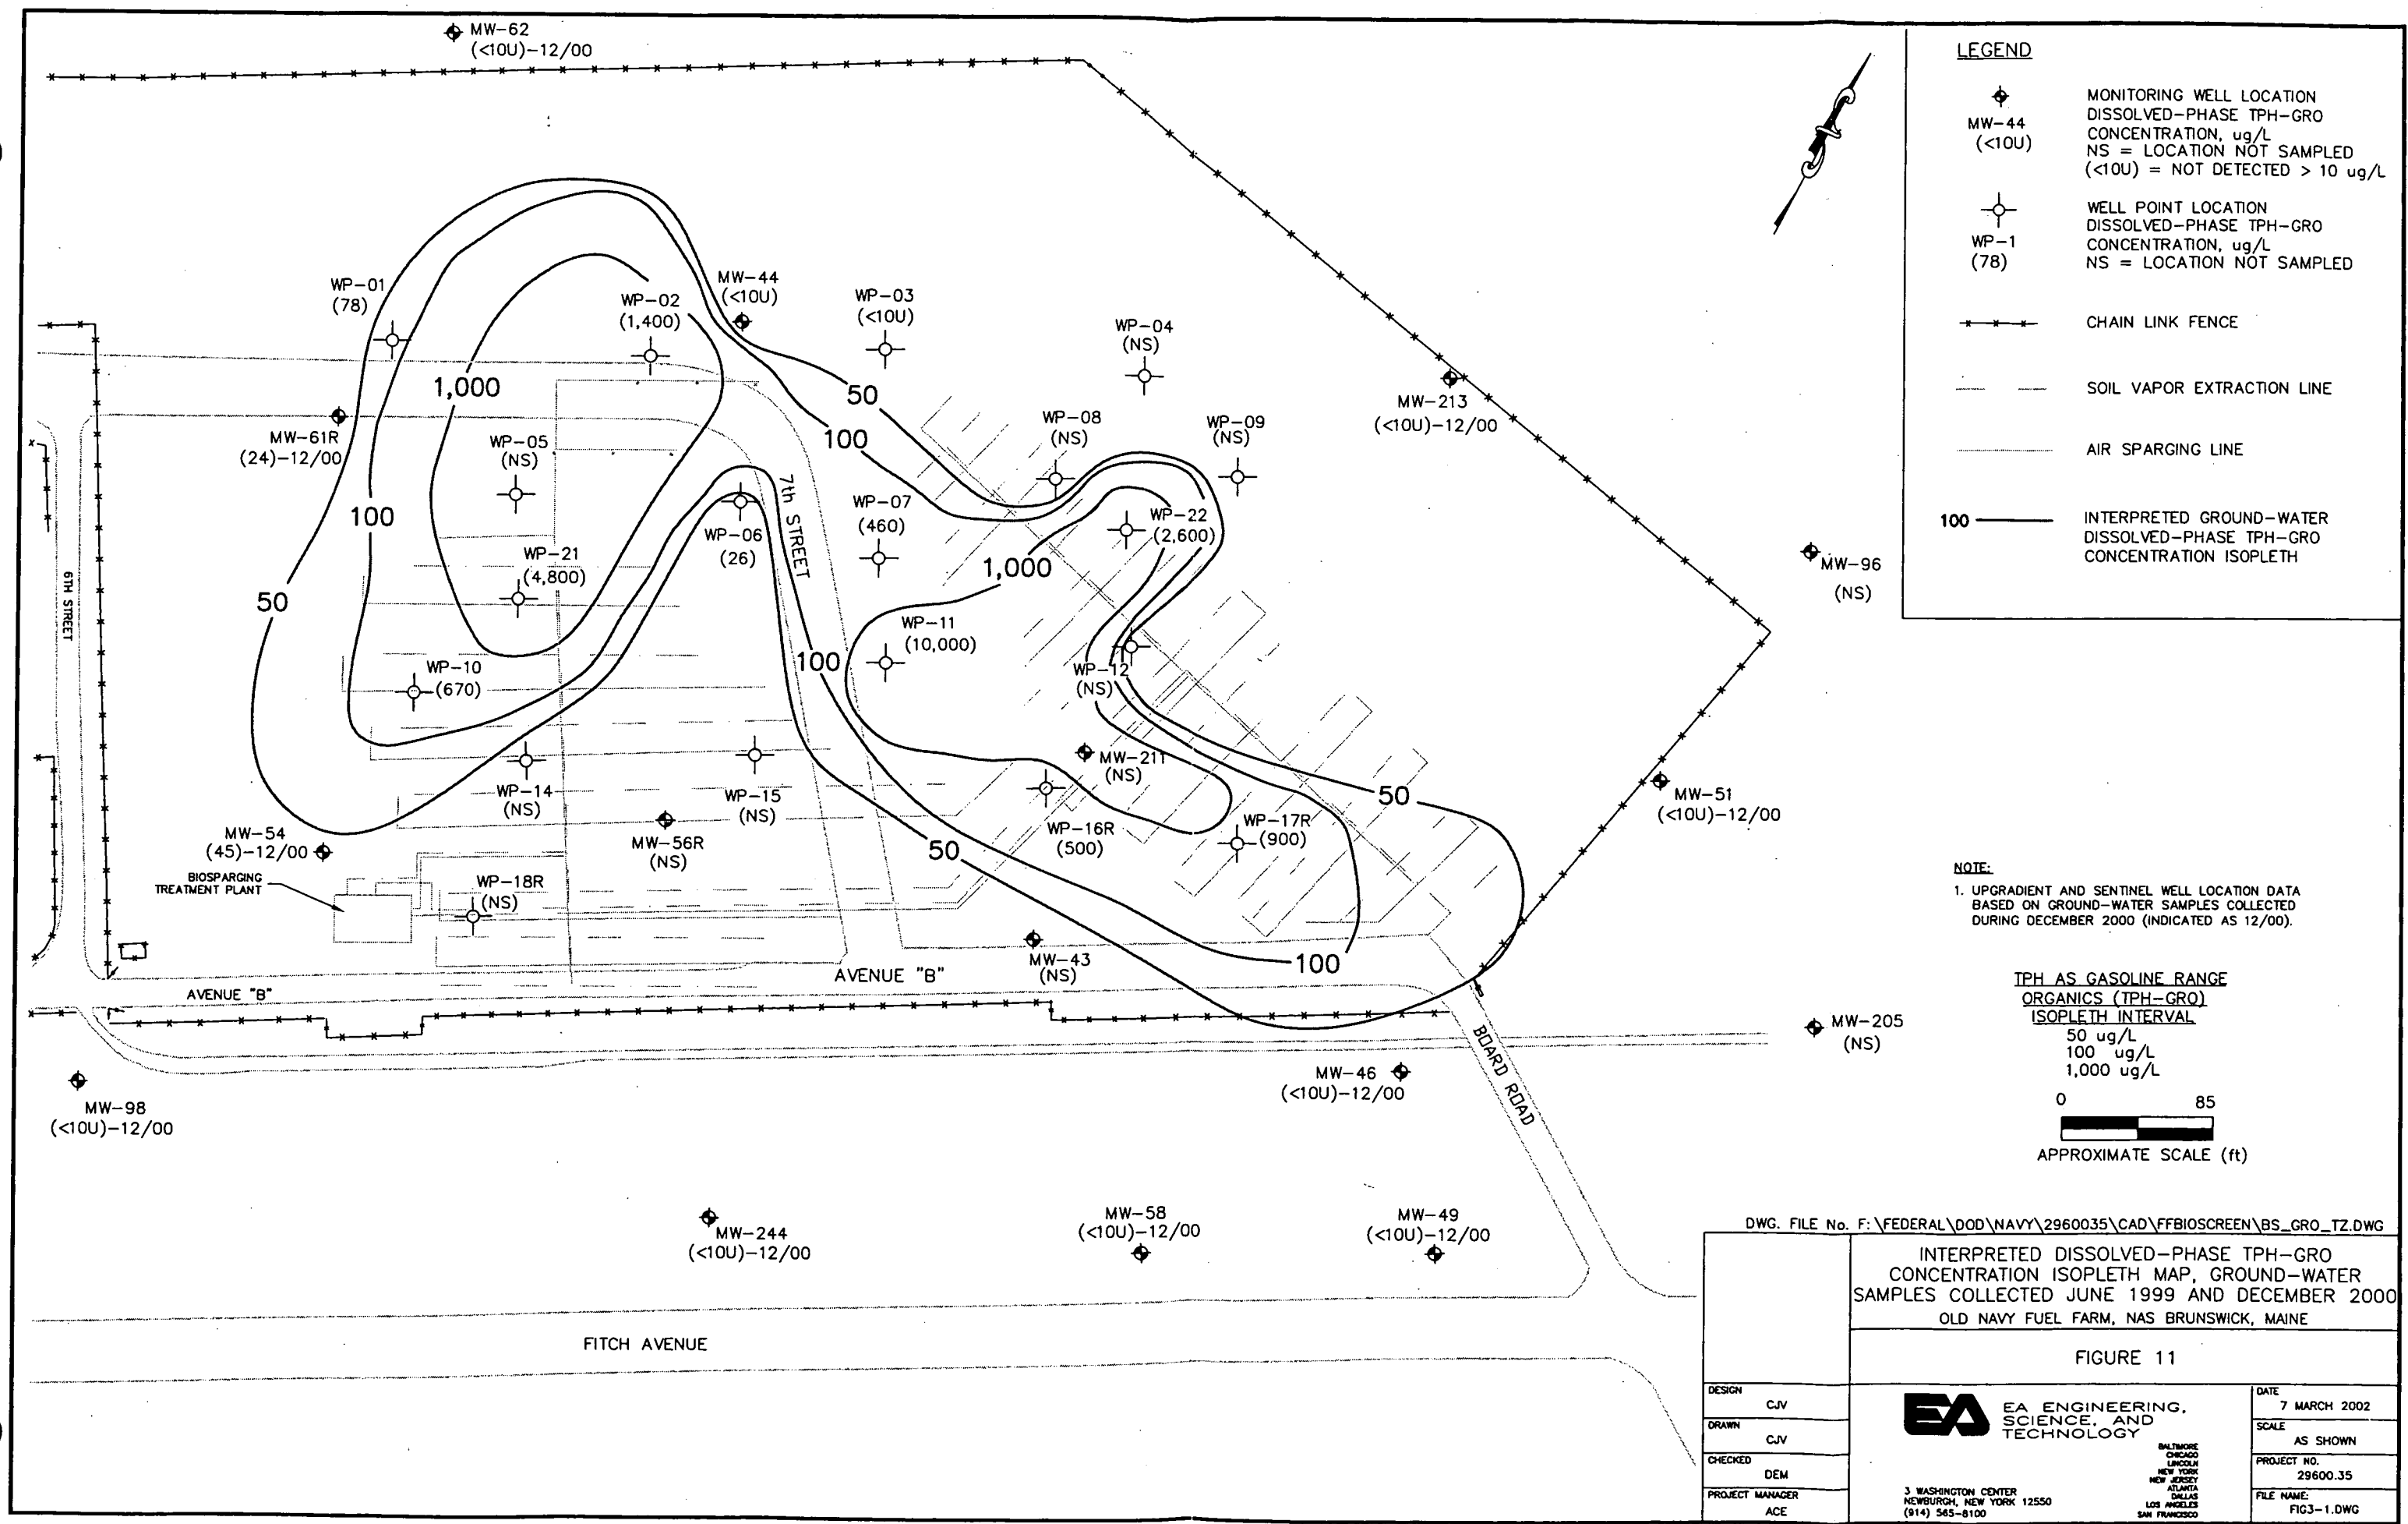 MW-62
(<10U)-12/00
LEGEND
MONITORING WELL LOCATION
DISSOLVED-PHASE TPH-GRO
CONCENTRATION, ug/L
NS = LOCATION NOT SAMPLED
(<10U) = NOT DETECTED > 10 ug/L
MW-44
(<10U)
WELL POINT LOCATION
DISSOLVED-PHASE TPH-GRO
CONCENTRATION, ug/L
NS = LOCATION NOT SAMPLED
WP-1
(78)
CHAIN LINK FENCE
SOIL VAPOR EXTRACTION LINE
AIR SPARGING LINE
100
INTERPRETED GROUND-WATER
DISSOLVED-PHASE TPH-GRO
CONCENTRATION ISOPLETH
WP-01
(78)
WP-02
(1,400)
MW-44
(<10U)
WP-03
(<10U)
WP-04
(NS)
1,000
50
MW-213
(<10U)-12/00
MW-61R
(24)-12/00
WP-05
(NS)
100
WP-08
(NS)
WP-09
(NS)
100
7th STREET
WP-07
(460)
WP-06
(26)
WP-22
(2,600)
WP-21
(4,800)
1,000
MW-96
(NS)
6TH STREET
50
WP-11
(10,000)
100
WP-10
(670)
WP-12
(NS)
WP-14
(NS)
WP-15
(NS)
MW-211
(NS)
50
MW-51
(<10U)-12/00
MW-54
(45)-12/00
MW-56R
(NS)
50
WP-16R
(500)
WP-17R
(900)
BIOSPARGING
TREATMENT PLANT
WP-18R
(NS)
MW-43
(NS)
100
AVENUE "B"
AVENUE "B"
NOTE:
1. UPGRADIENT AND SENTINEL WELL LOCATION DATA
BASED ON GROUND-WATER SAMPLES COLLECTED
DURING DECEMBER 2000 (INDICATED AS 12/00).
TPH AS GASOLINE RANGE
ORGANICS (TPH-GRO)
ISOPLETH INTERVAL
50 ug/L
100 ug/L
1,000 ug/L
0 85
APPROXIMATE SCALE (ft)
MW-205
(NS)
BOARD ROAD
MW-46
(<10U)-12/00
MW-98
(<10U)-12/00
MW-244
(<10U)-12/00
MW-58
(<10U)-12/00
MW-49
(<10U)-12/00
FITCH AVENUE
DWG. FILE No. F:\FEDERAL\DOD\NAVY\2960035\CAD\FFBIOSCREEN\BS_GRO_TZ.DWG
INTERPRETED DISSOLVED-PHASE TPH-GRO
CONCENTRATION ISOPLETH MAP, GROUND-WATER
SAMPLES COLLECTED JUNE 1999 AND DECEMBER 2000
OLD NAVY FUEL FARM, NAS BRUNSWICK, MAINE
FIGURE 11
DESIGN
CJV
DRAWN
CJV
CHECKED
DEM
PROJECT MANAGER
ACE
EA
EA ENGINEERING,
SCIENCE, AND
TECHNOLOGY
BALTIMORE
CHICAGO
LINCOLN
NEW YORK
NEW JERSEY
ATLANTA
DALLAS
LOS ANGELES
SAN FRANCISCO
3 WASHINGTON CENTER
NEWBURGH, NEW YORK 12550
(914) 565-8100
DATE
7 MARCH 2002
SCALE
AS SHOWN
PROJECT NO.
29600.35
FILE NAME:
FIG3-1.DWG